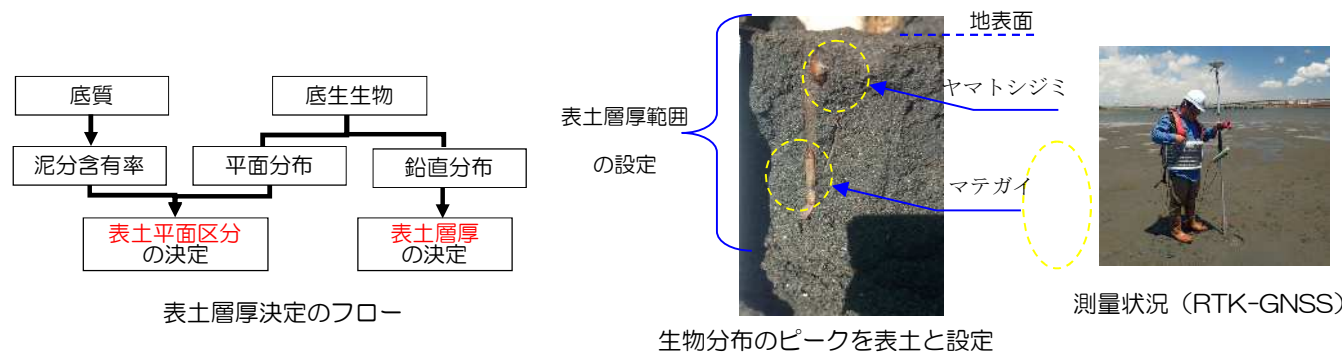 底質
底生生物
泥分含有率
平面分布
鉛直分布
表土平面区分
の決定
表土層厚
の決定
表土層厚決定のフロー
表土層厚範囲
の設定
地表面
ヤマトシジミ
マテガイ
生物分布のピークを表土と設定
測量状況（RTK-GNSS）